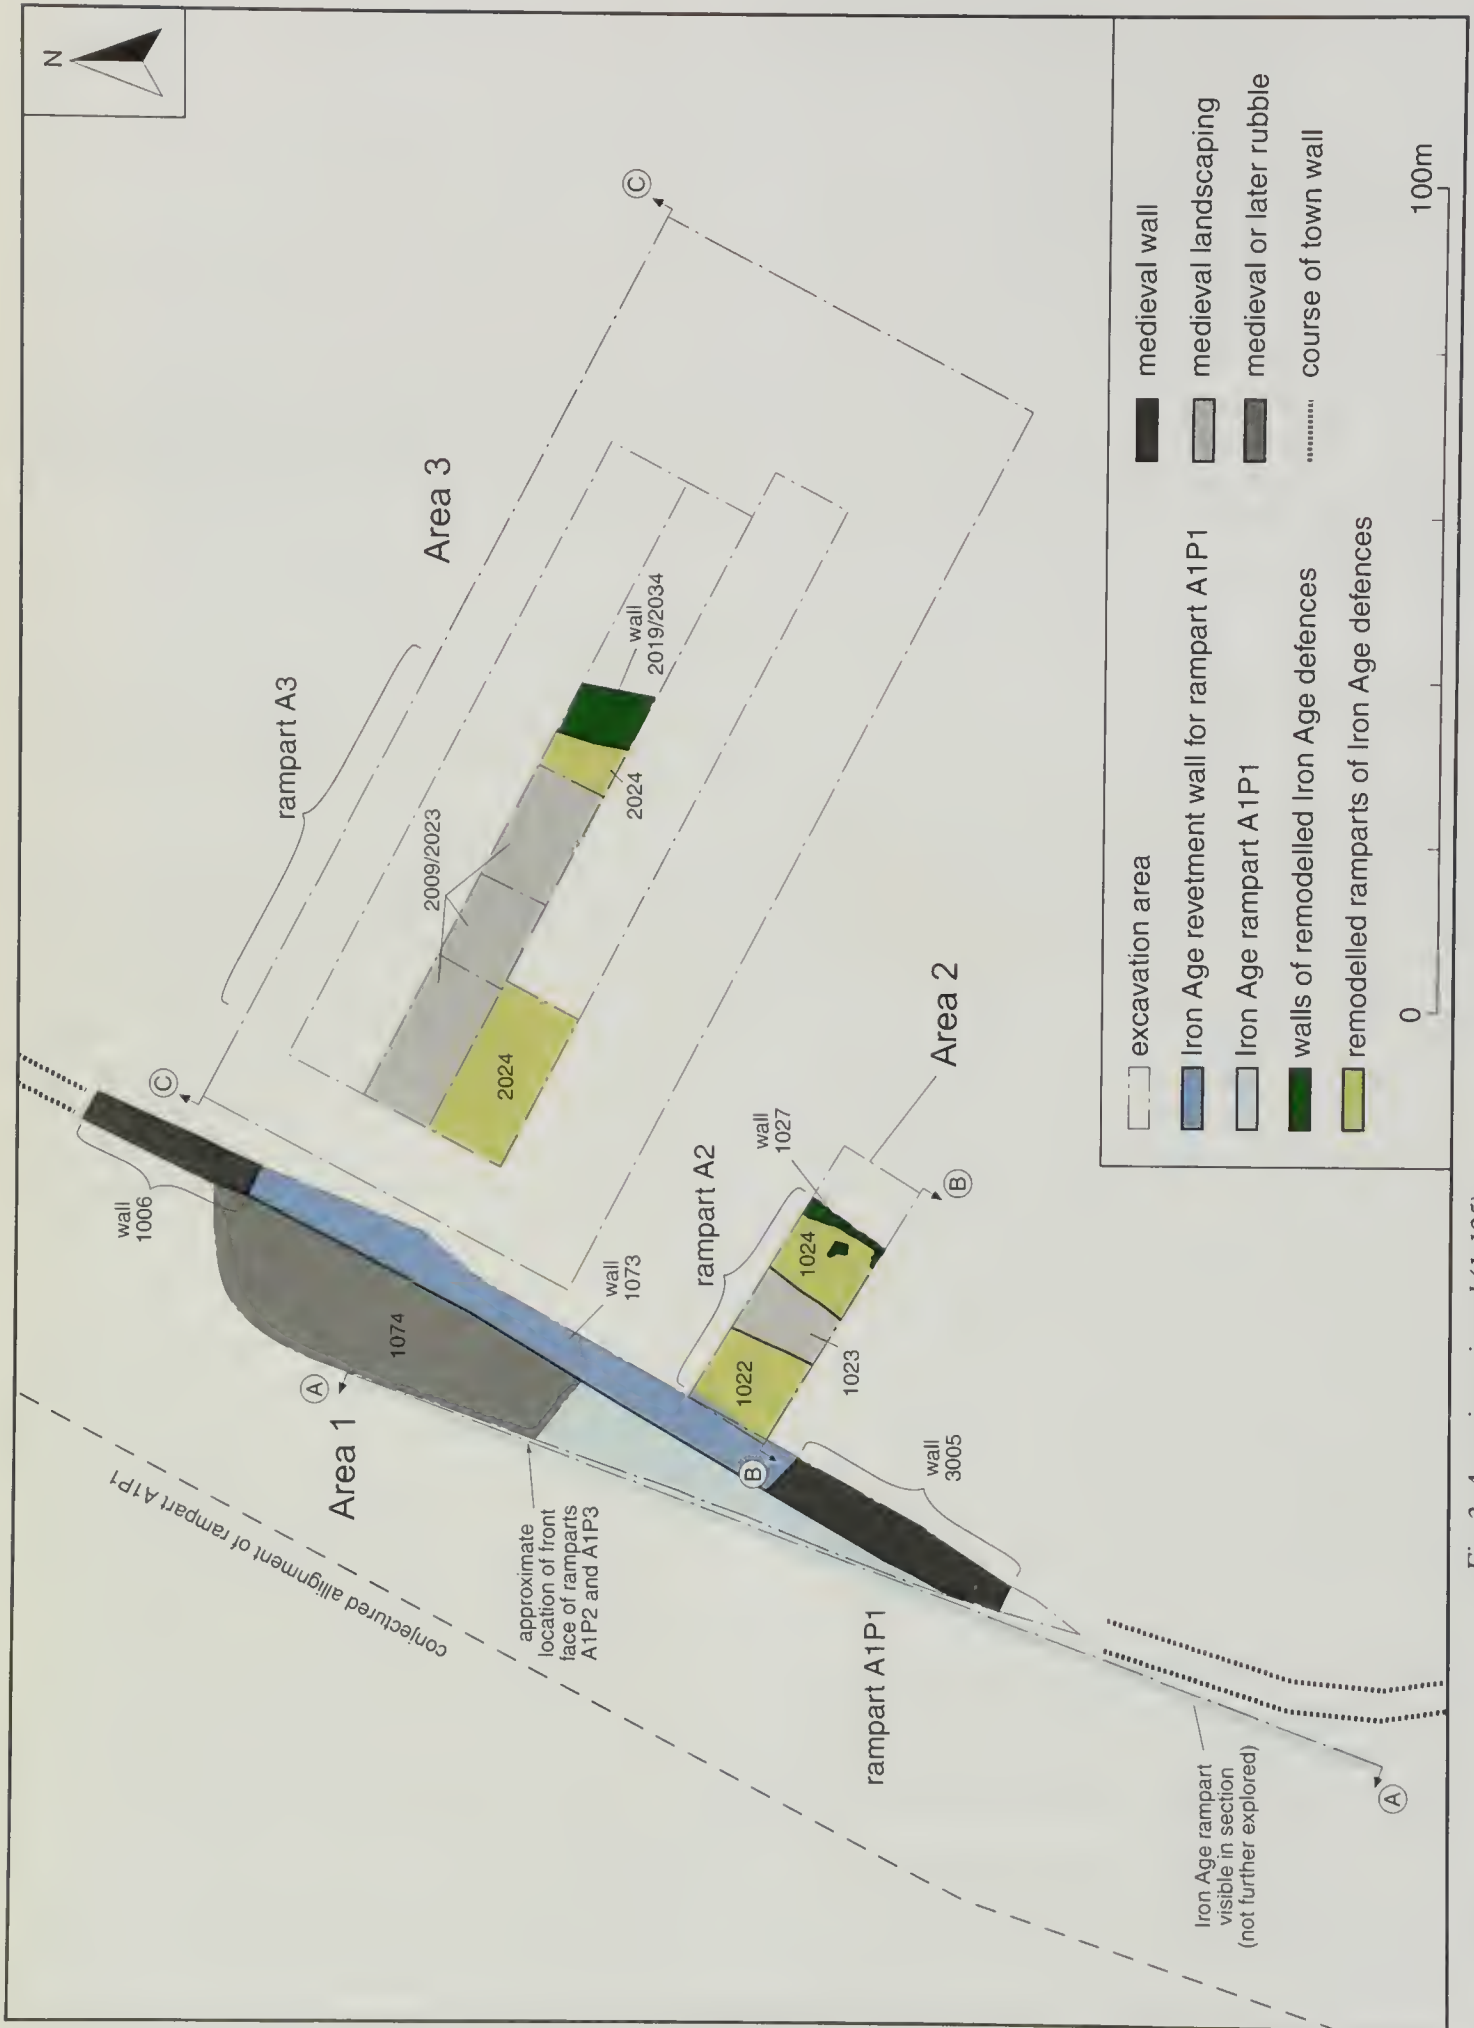 N
wall
1006
C
rampart A3
Area 3
C
2009/2023
wall
2019/2034
2024
2024
1074
A
Area 1
conjectured allignment of rampart A1P1
approximate
location of front
face of ramparts
A1P2 and A1P3
wall
1073
rampart A2
wall
1027
Area 2
1024
1022
1023
B
B
wall
3005
rampart A1P1
Iron Age rampart
visible in section
(not further explored)
A
excavation area
Iron Age revetment wall for rampart A1P1
Iron Age rampart A1P1
walls of remodelled Iron Age defences
remodelled ramparts of Iron Age defences
medieval wall
medieval landscaping
medieval or later rubble
course of town wall
0
100m